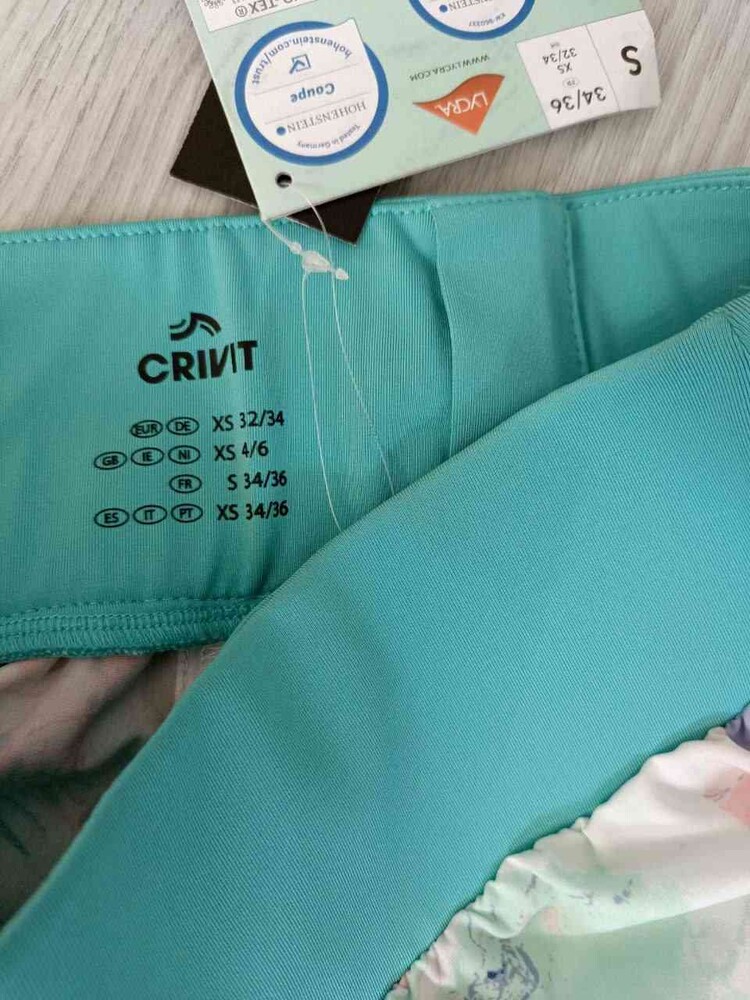 CRIVIT
EUR DE XS 32/34
GB IE NI XS 4/6
FR S 34/36
ES IT PT XS 34/36
S
34/36
XS
32/34
LYCRA
WWW.LYCRA.COM
Tested in Germany
HOHENSTEIN
Coupe
hohenstein.com/trust